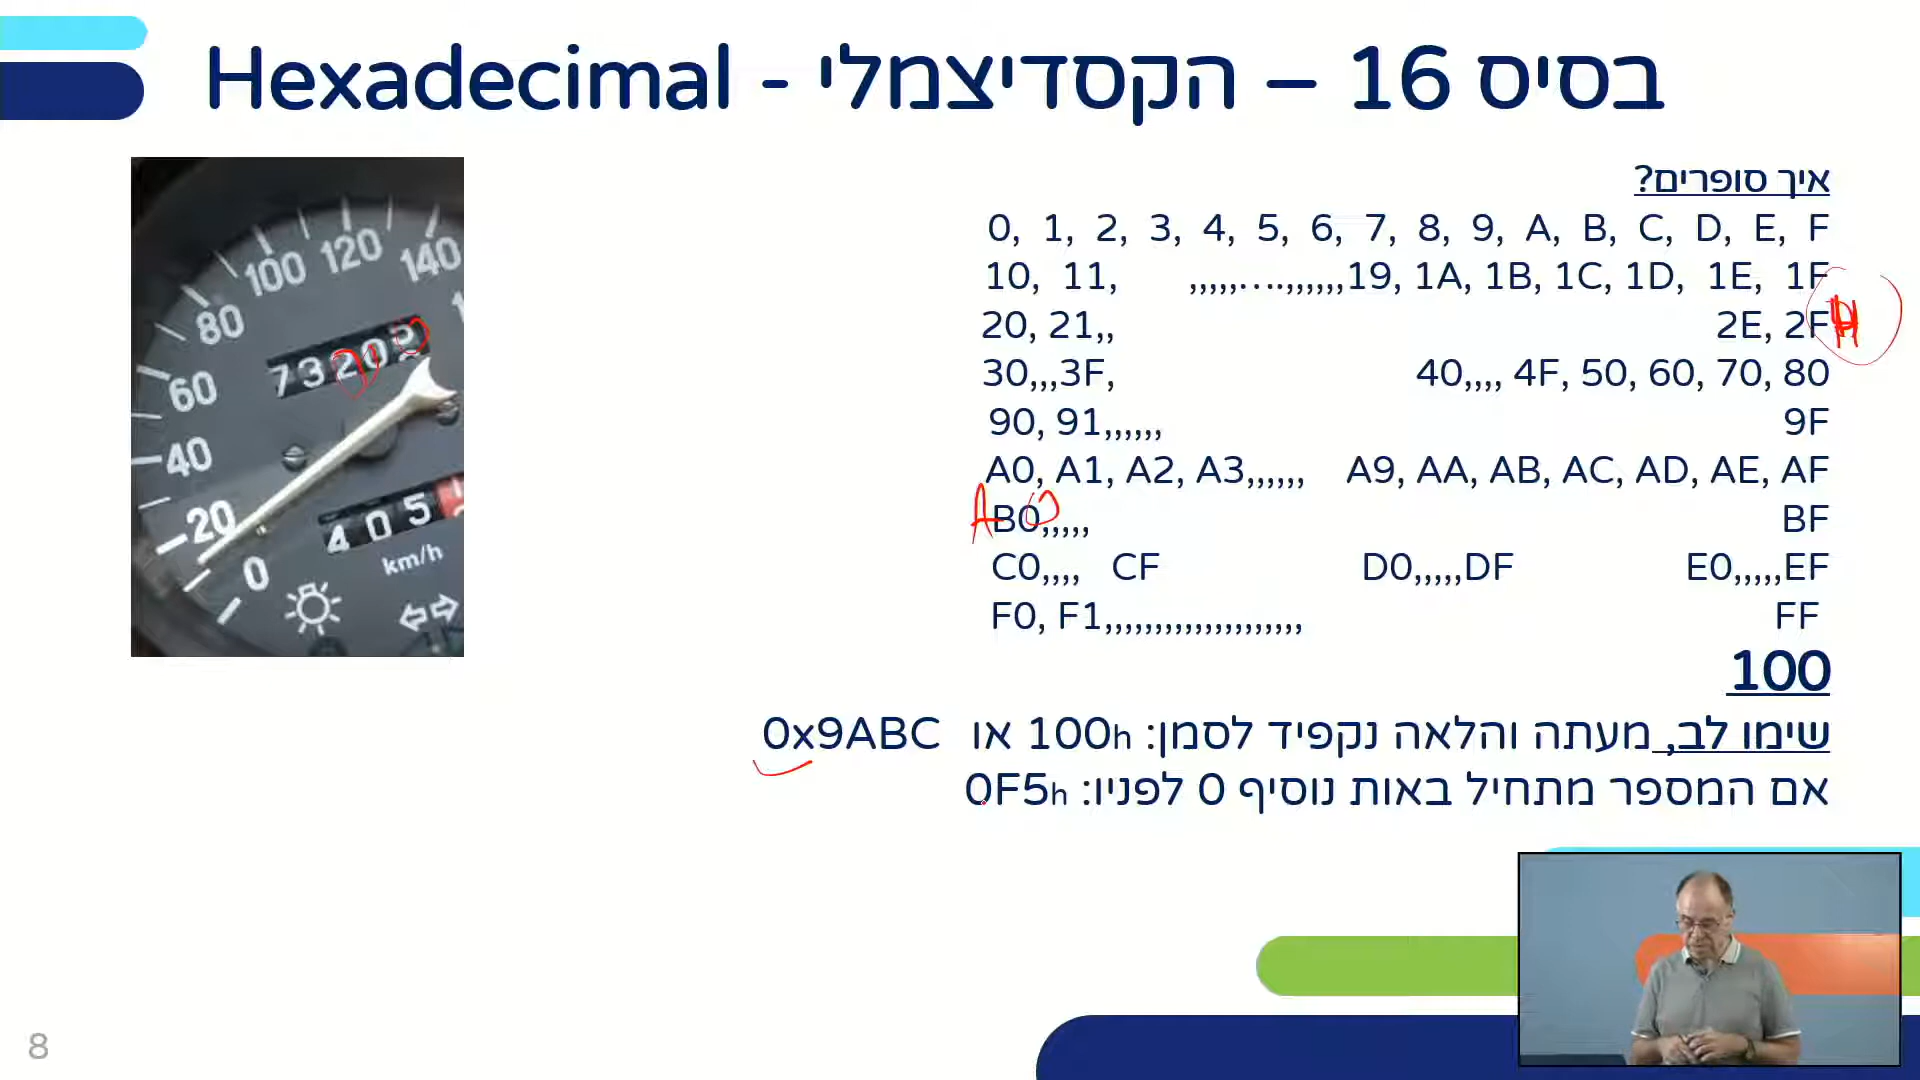 בסיס 16 – הקסדיצמלי - Hexadecimal
איך סופרים?
0, 1, 2, 3, 4, 5, 6, 7, 8, 9, A, B, C, D, E, F
10, 11, ,,,,,….,,,,,,19, 1A, 1B, 1C, 1D, 1E, 1F
H
20, 21,, 2E, 2F
30,,,3F, 40,,,, 4F, 50, 60, 70, 80
90, 91,,,,,, 9F
A0, A1, A2, A3,,,,,, A9, AA, AB, AC, AD, AE, AF
A
B0,,,,, BF
C0,,,, CF D0,,,,,DF E0,,,,,EF
F0, F1,,,,,,,,,,,,,,,,,,,, FF
100
שימו לב, מעתה והלאה נקפיד לסמן: 100h או 0x9ABC
אם המספר מתחיל באות נוסיף 0 לפניו: 0F5h
140
120
100
80
60
40
20
0
7320
405
km/h
8